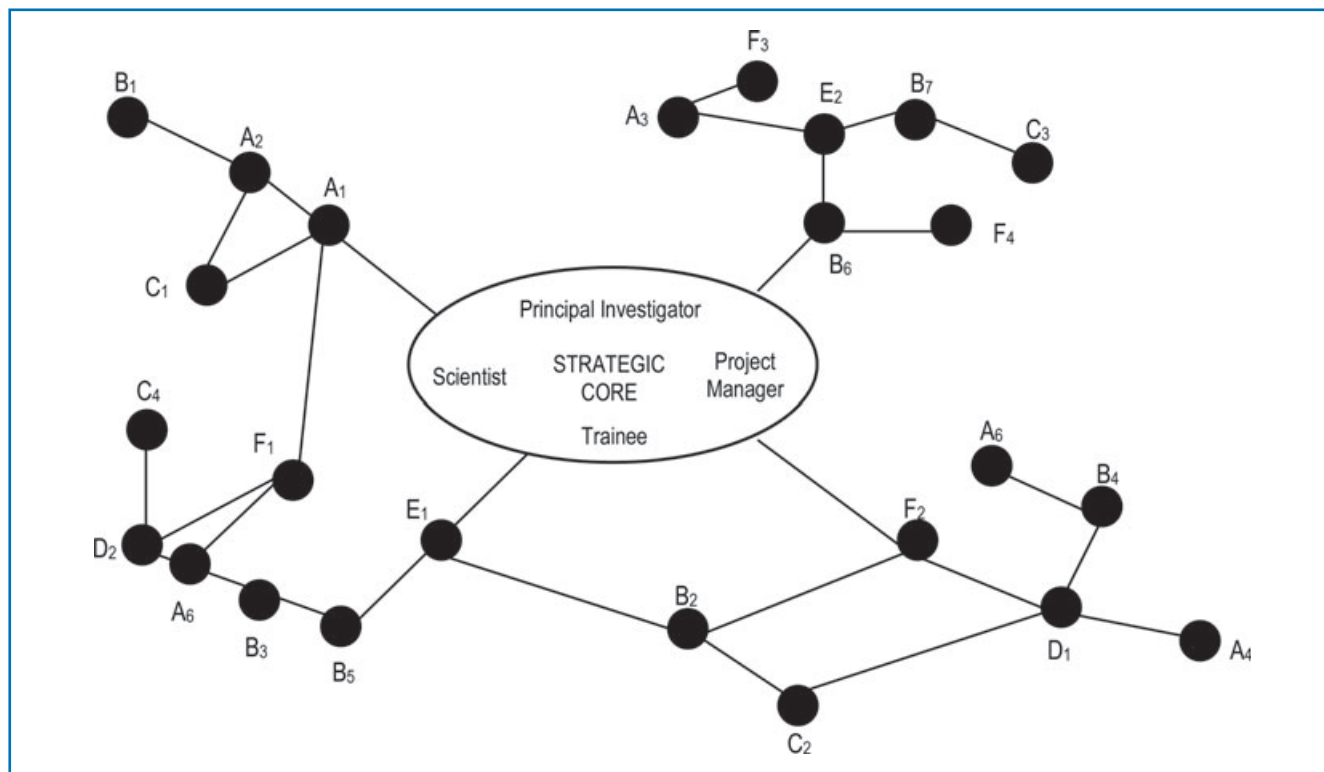 F₃
B₁
E₂
B₇
A₃
C₃
A₂
A₁
F₄
B₆
C₁
Principal Investigator
Scientist
STRATEGIC
CORE
Project
Manager
Trainee
C₄
F₁
A₆
B₄
E₁
F₂
D₂
A₆
B₃
B₅
B₂
D₁
A₄
C₂